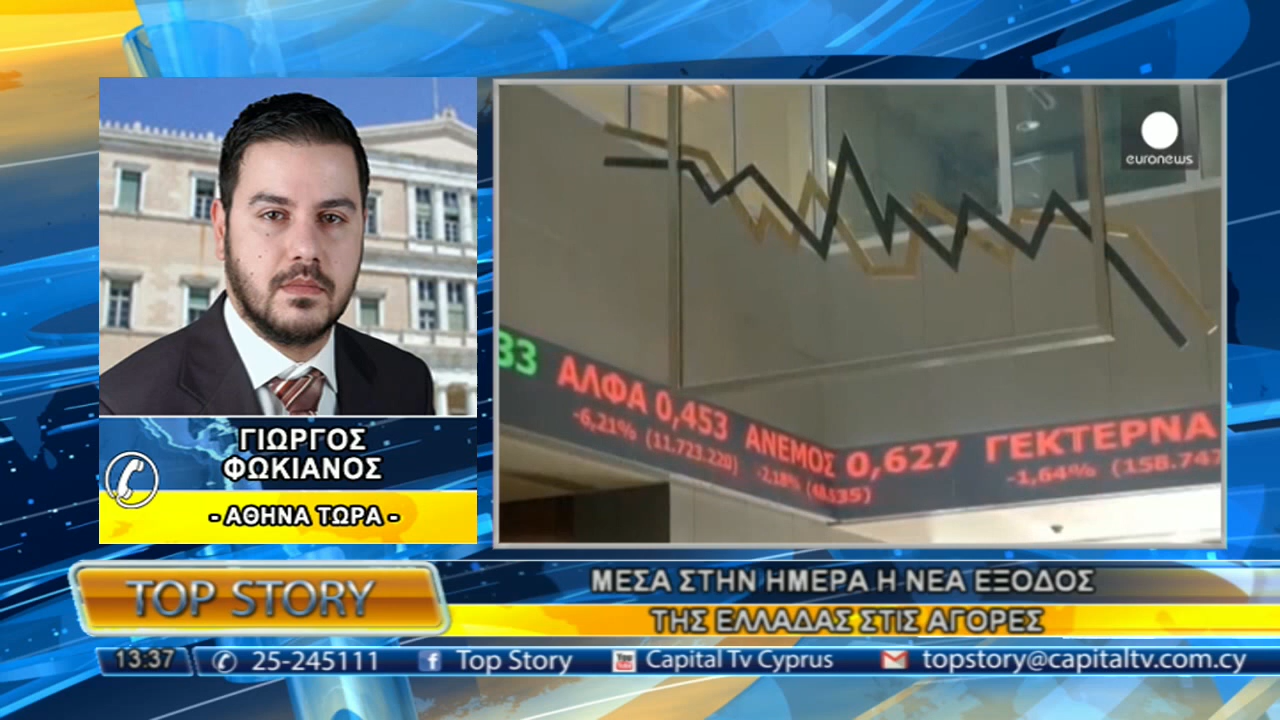 euronews
33 ΑΛΦΑ 0,453 ΑΝΕΜΟΣ 0,627 ΓΕΚΤΕΡΝΑ
-6,21% (11.723.220) -2,18% -1,64% (158.747
ΓΙΩΡΓΟΣ
ΦΩΚΙΑΝΟΣ
- ΑΘΗΝΑ ΤΩΡΑ -
TOP STORY
ΜΕΣΑ ΣΤΗΝ ΗΜΕΡΑ Η ΝΕΑ ΕΞΟΔΟΣ
ΤΗΣ ΕΛΛΑΔΑΣ ΣΤΙΣ ΑΓΟΡΕΣ
13:37 25-245111 f Top Story You Tube Capital Tv Cyprus topstory@capitaltv.com.cy